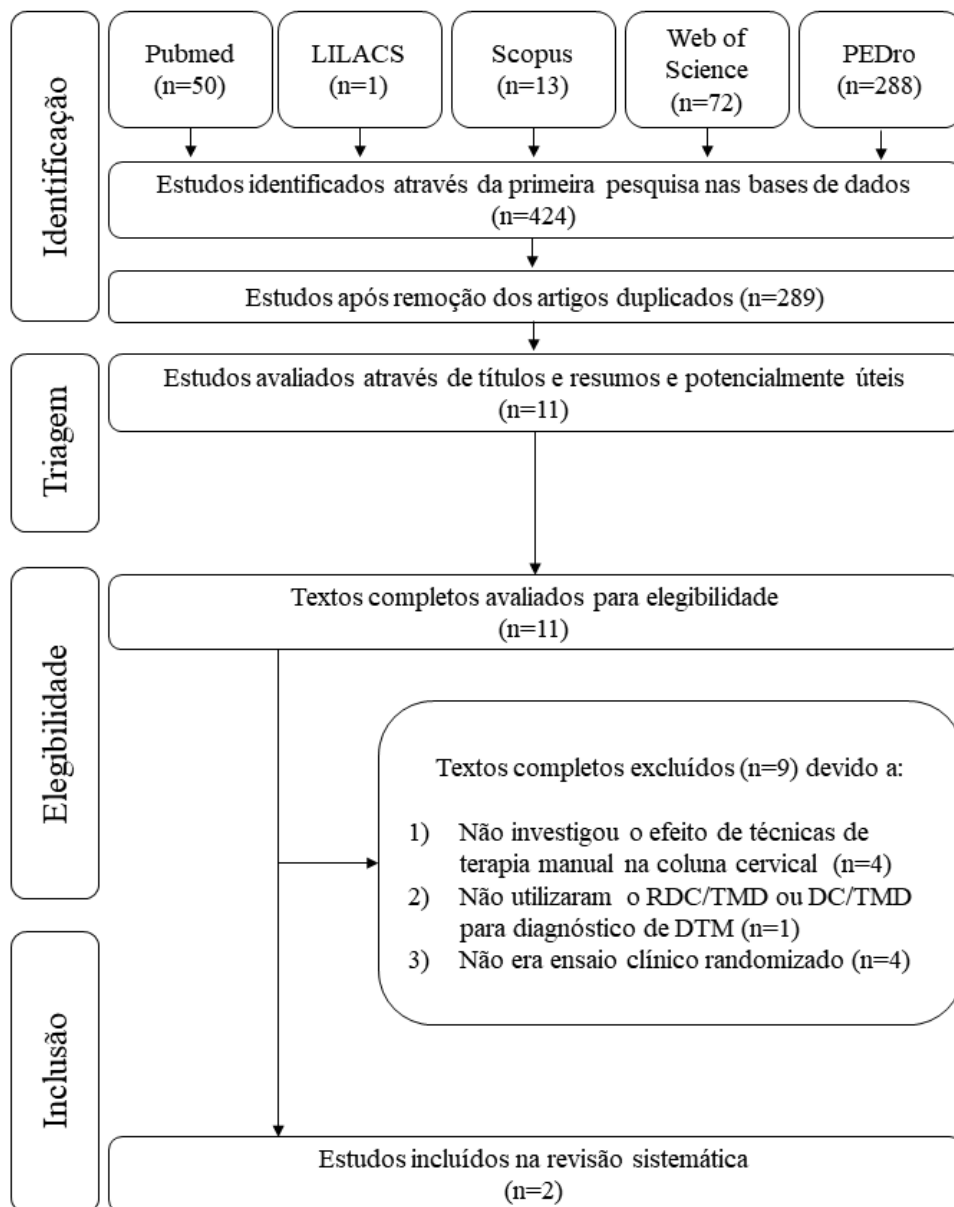 Identificação
Pubmed
(n=50)
LILACS
(n=1)
Scopus
(n=13)
Web of
Science
(n=72)
PEDro
(n=288)
Estudos identificados através da primeira pesquisa nas bases de dados
(n=424)
Estudos após remoção dos artigos duplicados (n=289)
Triagem
Estudos avaliados através de títulos e resumos e potencialmente úteis
(n=11)
Elegibilidade
Textos completos avaliados para elegibilidade
(n=11)
Textos completos excluídos (n=9) devido a:
1) Não investigou o efeito de técnicas de
terapia manual na coluna cervical (n=4)
2) Não utilizaram o RDC/TMD ou DC/TMD
para diagnóstico de DTM (n=1)
3) Não era ensaio clínico randomizado (n=4)
Inclusão
Estudos incluídos na revisão sistemática
(n=2)